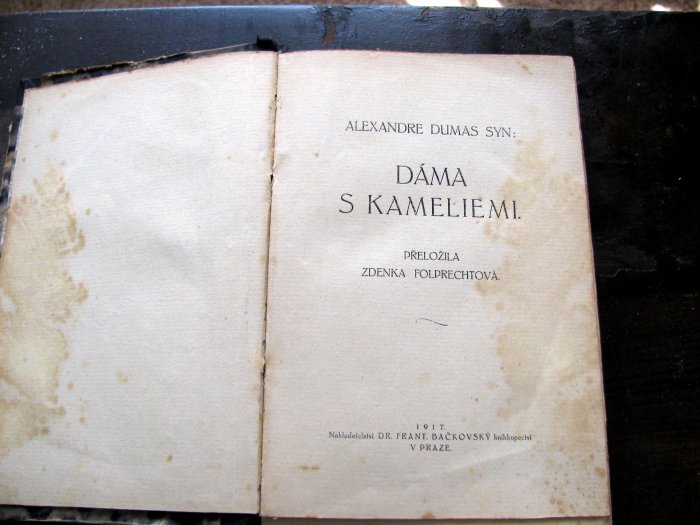 ALEXANDRE DUMAS SYN:
DÁMA
S KAMELIEMI.
PŘELOŽILA
ZDENKA FOLPRECHTOVÁ.
1917.
Nakladatelství DR. FRANT. BAČKOVSKÝ knihkupectví
V PRAZE.